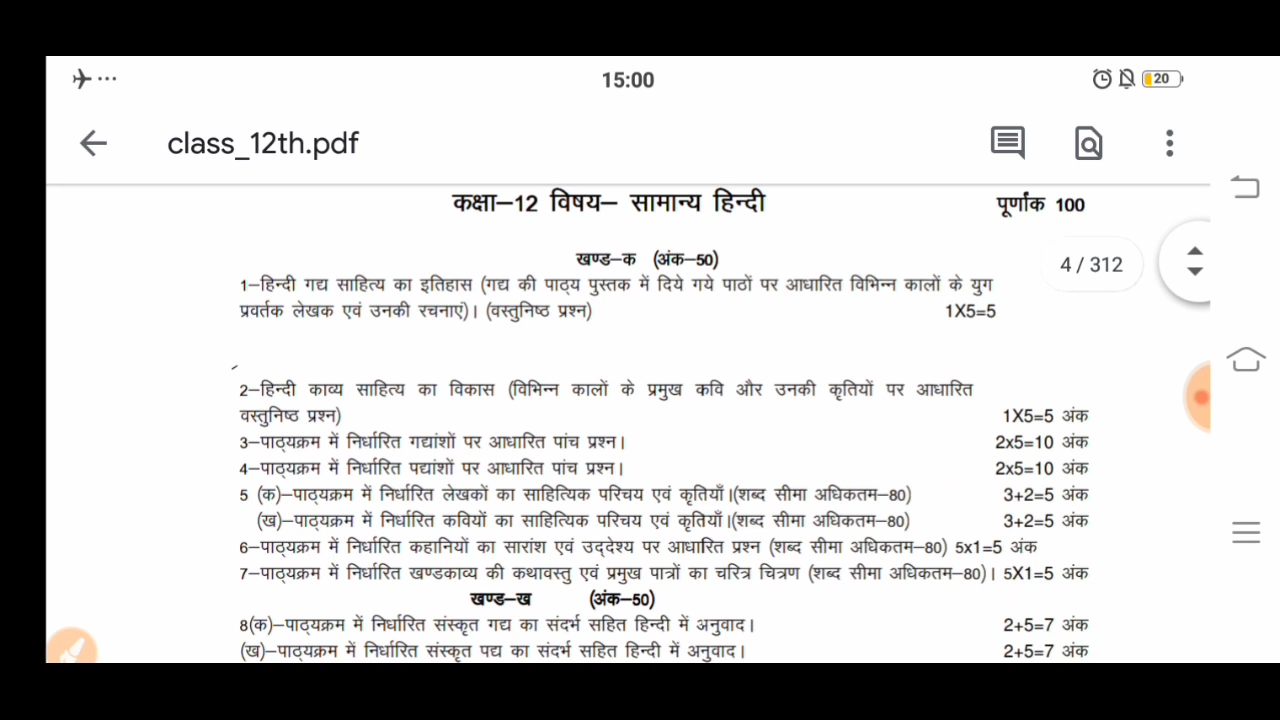 15:00
20
class_12th.pdf
कक्षा–12 विषय– सामान्य हिन्दी पूर्णांक 100
4 / 312
खण्ड–क (अंक–50)
1–हिन्दी गद्य साहित्य का इतिहास (गद्य की पाठ्य पुस्तक में दिये गये पाठों पर आधारित विभिन्न कालों के युग
प्रवर्तक लेखक एवं उनकी रचनाएं)। (वस्तुनिष्ठ प्रश्न) 1X5=5
2–हिन्दी काव्य साहित्य का विकास (विभिन्न कालों के प्रमुख कवि और उनकी कृतियों पर आधारित
वस्तुनिष्ठ प्रश्न) 1X5=5 अंक
3–पाठ्यक्रम में निर्धारित गद्यांशों पर आधारित पांच प्रश्न। 2x5=10 अंक
4–पाठ्यक्रम में निर्धारित पद्यांशों पर आधारित पांच प्रश्न। 2x5=10 अंक
5 (क)–पाठ्यक्रम में निर्धारित लेखकों का साहित्यिक परिचय एवं कृतियाँ।(शब्द सीमा अधिकतम–80) 3+2=5 अंक
(ख)–पाठ्यक्रम में निर्धारित कवियों का साहित्यिक परिचय एवं कृतियाँ।(शब्द सीमा अधिकतम–80) 3+2=5 अंक
6–पाठ्यक्रम में निर्धारित कहानियों का सारांश एवं उद्देश्य पर आधारित प्रश्न (शब्द सीमा अधिकतम–80) 5x1=5 अंक
7–पाठ्यक्रम में निर्धारित खण्डकाव्य की कथावस्तु एवं प्रमुख पात्रों का चरित्र चित्रण (शब्द सीमा अधिकतम–80)। 5X1=5 अंक
खण्ड–ख (अंक–50)
8(क)–पाठ्यक्रम में निर्धारित संस्कृत गद्य का संदर्भ सहित हिन्दी में अनुवाद। 2+5=7 अंक
(ख)–पाठ्यक्रम में निर्धारित संस्कृत पद्य का संदर्भ सहित हिन्दी में अनुवाद। 2+5=7 अंक